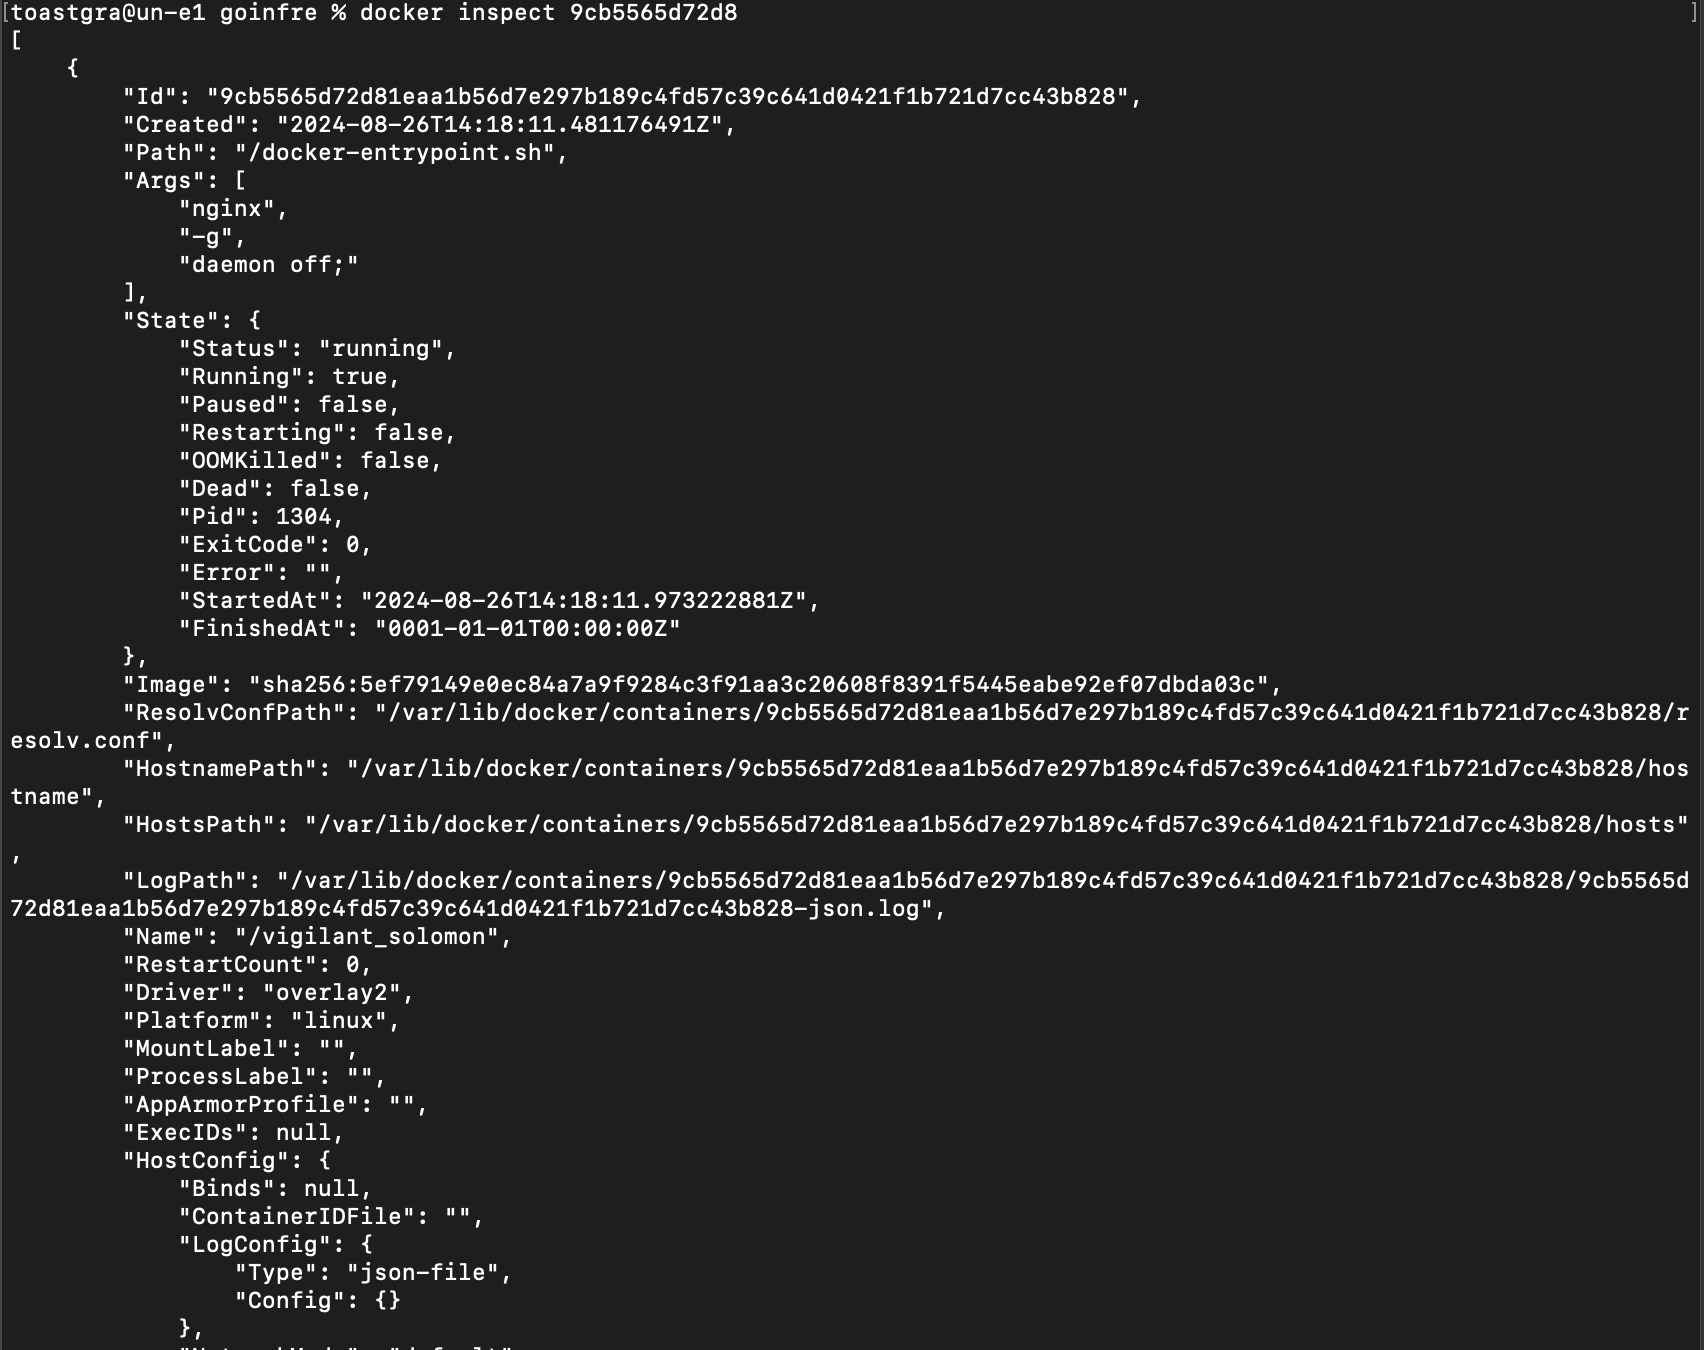 [toastgra@un-e1 goinfre % docker inspect 9cb5565d72d8 ]
[
    {
        "Id": "9cb5565d72d81eaa1b56d7e297b189c4fd57c39c641d0421f1b721d7cc43b828",
        "Created": "2024-08-26T14:18:11.481176491Z",
        "Path": "/docker-entrypoint.sh",
        "Args": [
            "nginx",
            "-g",
            "daemon off;"
        ],
        "State": {
            "Status": "running",
            "Running": true,
            "Paused": false,
            "Restarting": false,
            "OOMKilled": false,
            "Dead": false,
            "Pid": 1304,
            "ExitCode": 0,
            "Error": "",
            "StartedAt": "2024-08-26T14:18:11.973222881Z",
            "FinishedAt": "0001-01-01T00:00:00Z"
        },
        "Image": "sha256:5ef79149e0ec84a7a9f9284c3f91aa3c20608f8391f5445eabe92ef07dbda03c",
        "ResolvConfPath": "/var/lib/docker/containers/9cb5565d72d81eaa1b56d7e297b189c4fd57c39c641d0421f1b721d7cc43b828/r
esolv.conf",
        "HostnamePath": "/var/lib/docker/containers/9cb5565d72d81eaa1b56d7e297b189c4fd57c39c641d0421f1b721d7cc43b828/hos
tname",
        "HostsPath": "/var/lib/docker/containers/9cb5565d72d81eaa1b56d7e297b189c4fd57c39c641d0421f1b721d7cc43b828/hosts"
,
        "LogPath": "/var/lib/docker/containers/9cb5565d72d81eaa1b56d7e297b189c4fd57c39c641d0421f1b721d7cc43b828/9cb5565d
72d81eaa1b56d7e297b189c4fd57c39c641d0421f1b721d7cc43b828-json.log",
        "Name": "/vigilant_solomon",
        "RestartCount": 0,
        "Driver": "overlay2",
        "Platform": "linux",
        "MountLabel": "",
        "ProcessLabel": "",
        "AppArmorProfile": "",
        "ExecIDs": null,
        "HostConfig": {
            "Binds": null,
            "ContainerIDFile": "",
            "LogConfig": {
                "Type": "json-file",
                "Config": {}
            },